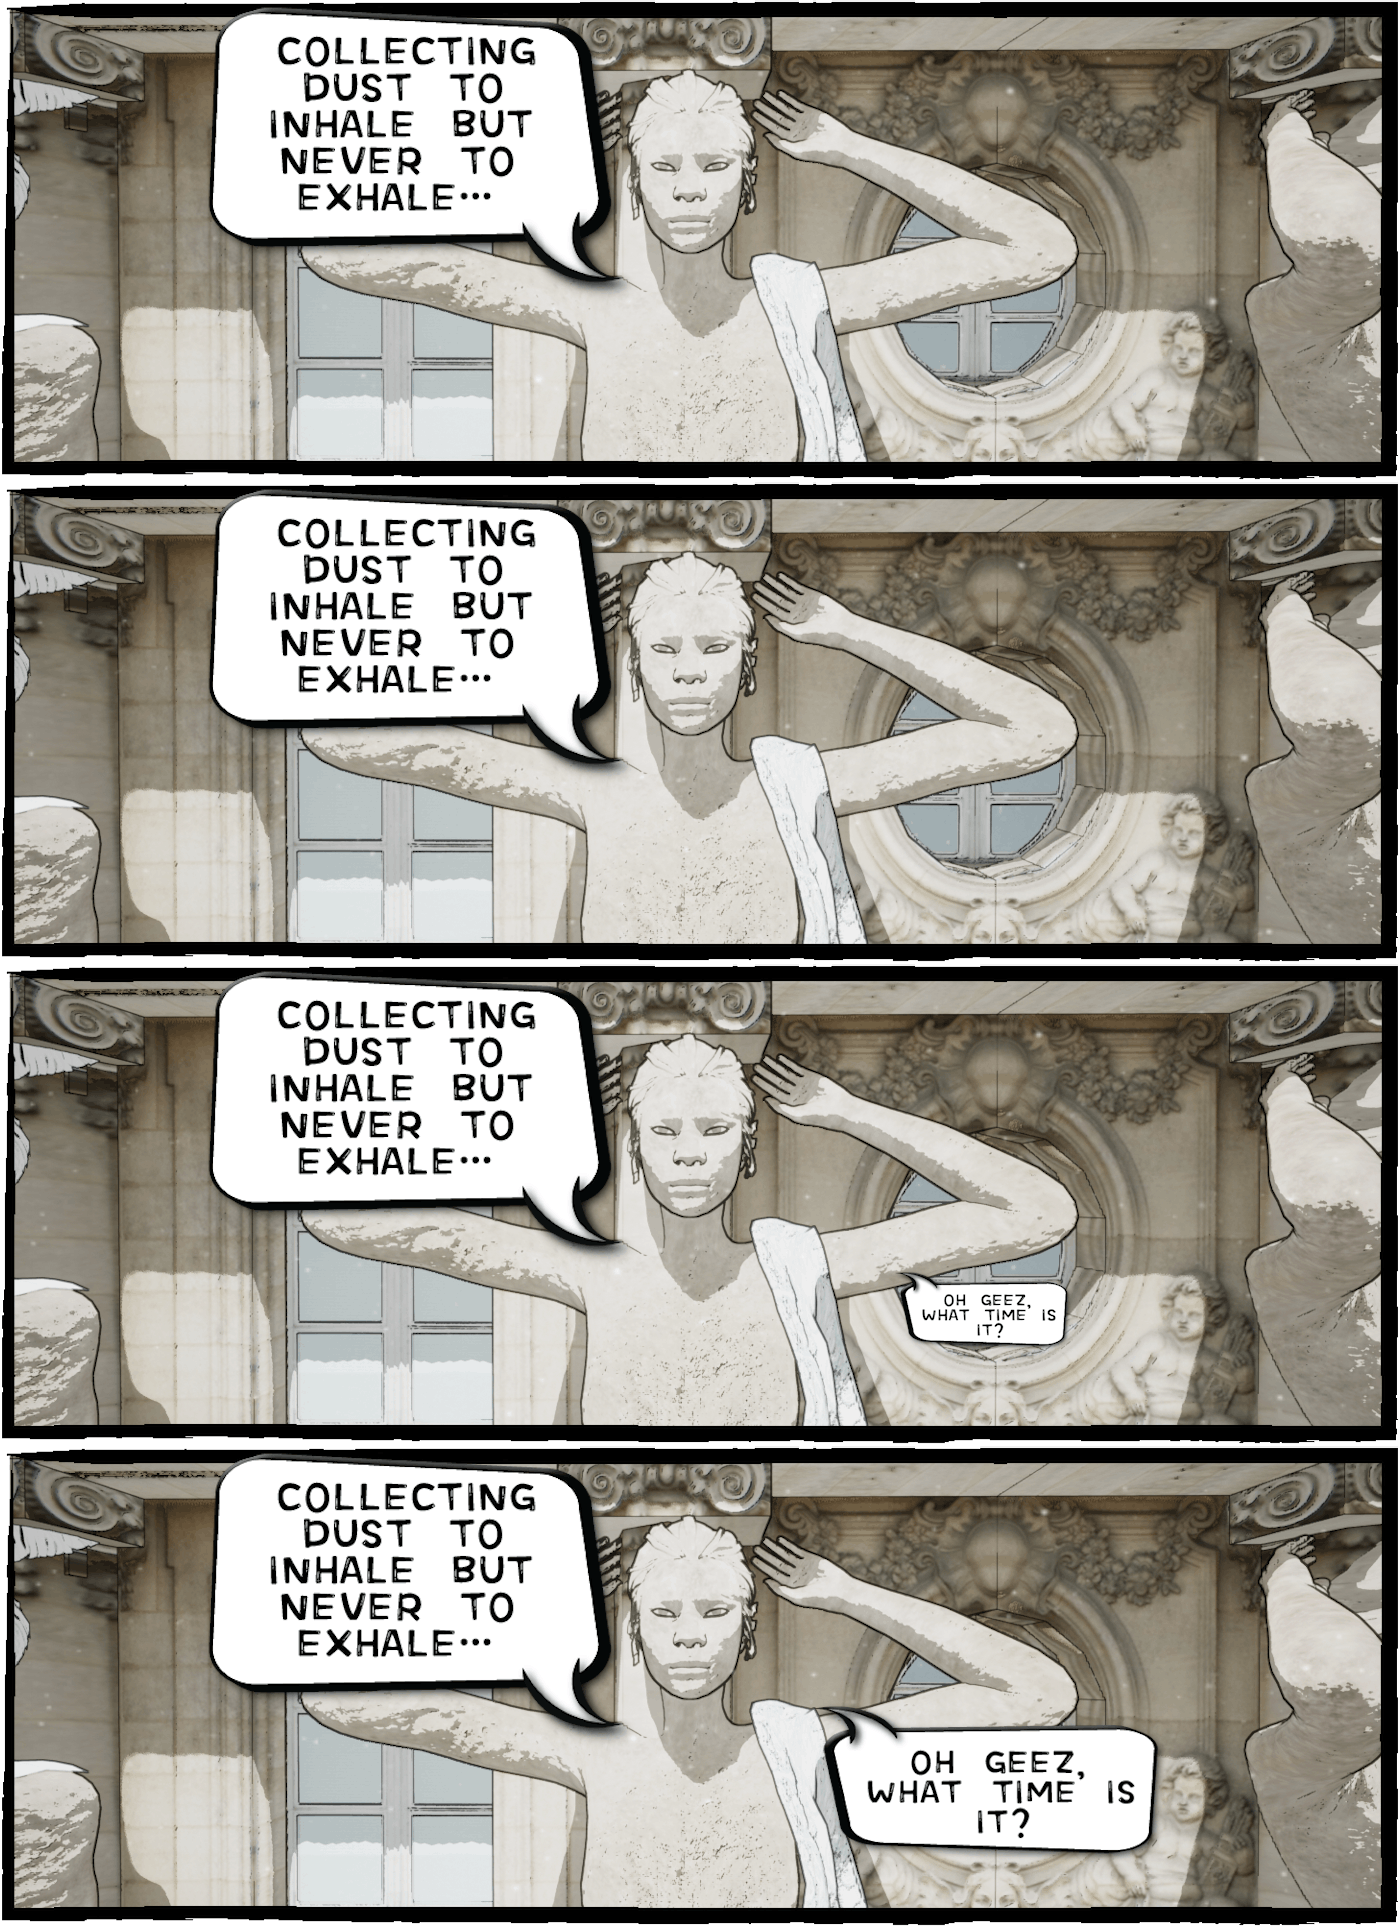 COLLECTING
DUST TO
INHALE BUT
NEVER TO
EXHALE...
COLLECTING
DUST TO
INHALE BUT
NEVER TO
EXHALE...
COLLECTING
DUST TO
INHALE BUT
NEVER TO
EXHALE...
OH GEEZ,
WHAT TIME IS
IT?
COLLECTING
DUST TO
INHALE BUT
NEVER TO
EXHALE...
OH GEEZ,
WHAT TIME IS
IT?